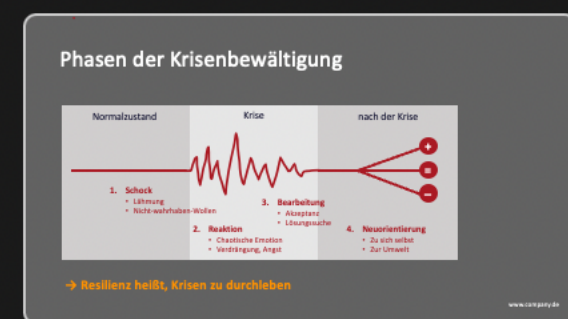 Phasen der Krisenbewältigung
Normalzustand
Krise
nach der Krise
+
=
−
1. Schock
• Lähmung
• Nicht-wahrhaben-Wollen
2. Reaktion
• Chaotische Emotion
• Verdrängung, Angst
3. Bearbeitung
• Akzeptanz
• Lösungssuche
4. Neuorientierung
• Zu sich selbst
• Zur Umwelt
→ Resilienz heißt, Krisen zu durchleben
www.company.de